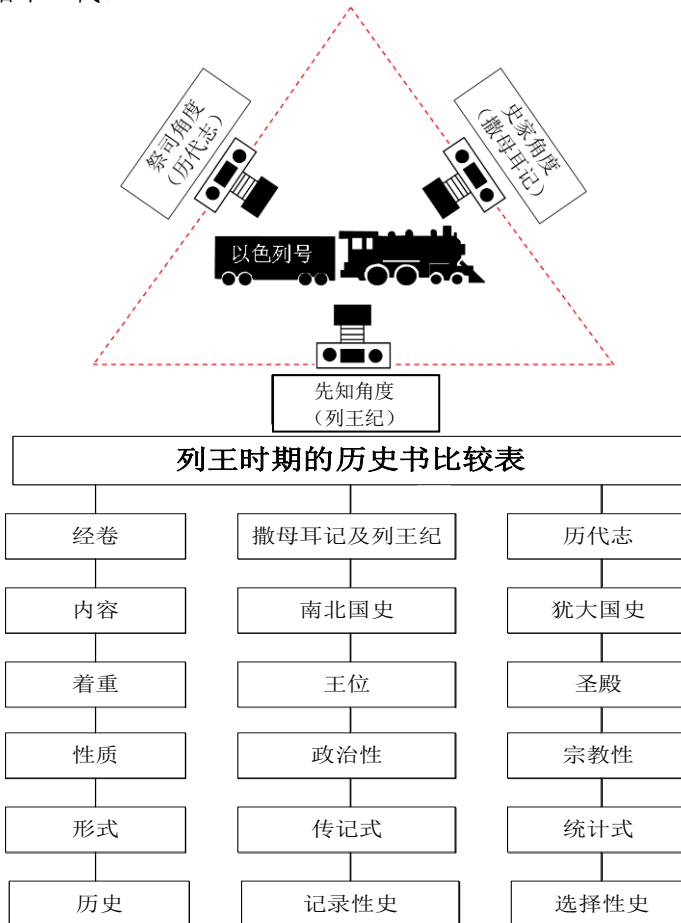 祭司角度
（历代志）
史家角度
（撒母耳记）
以色列号
先知角度
（列王纪）
列王时期的历史书比较表
经卷 撒母耳记及列王纪 历代志
内容 南北国史 犹大国史
着重 王位 圣殿
性质 政治性 宗教性
形式 传记式 统计式
历史 记录性史 选择性史